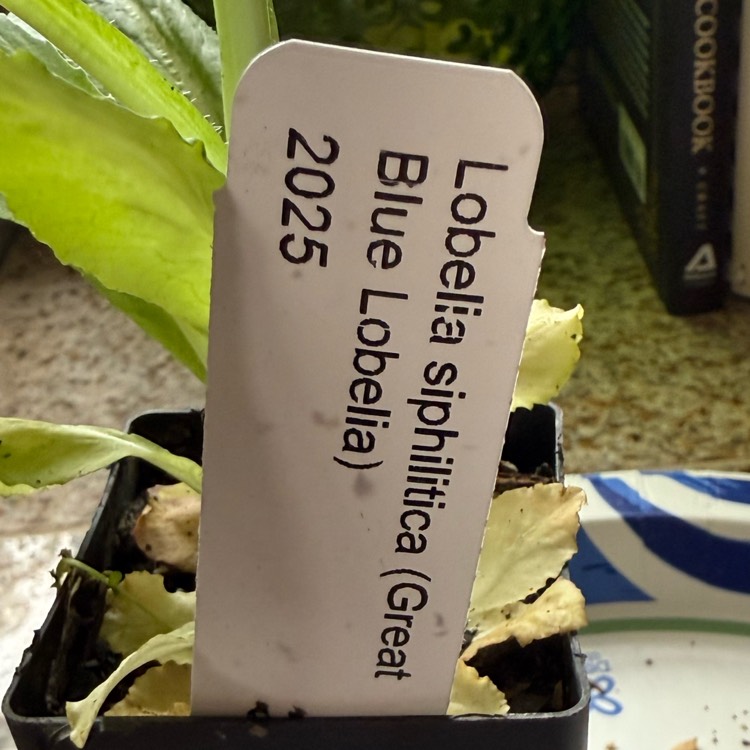 Lobelia siphilitica (Great
Blue Lobelia)
2025
COOKBOOK